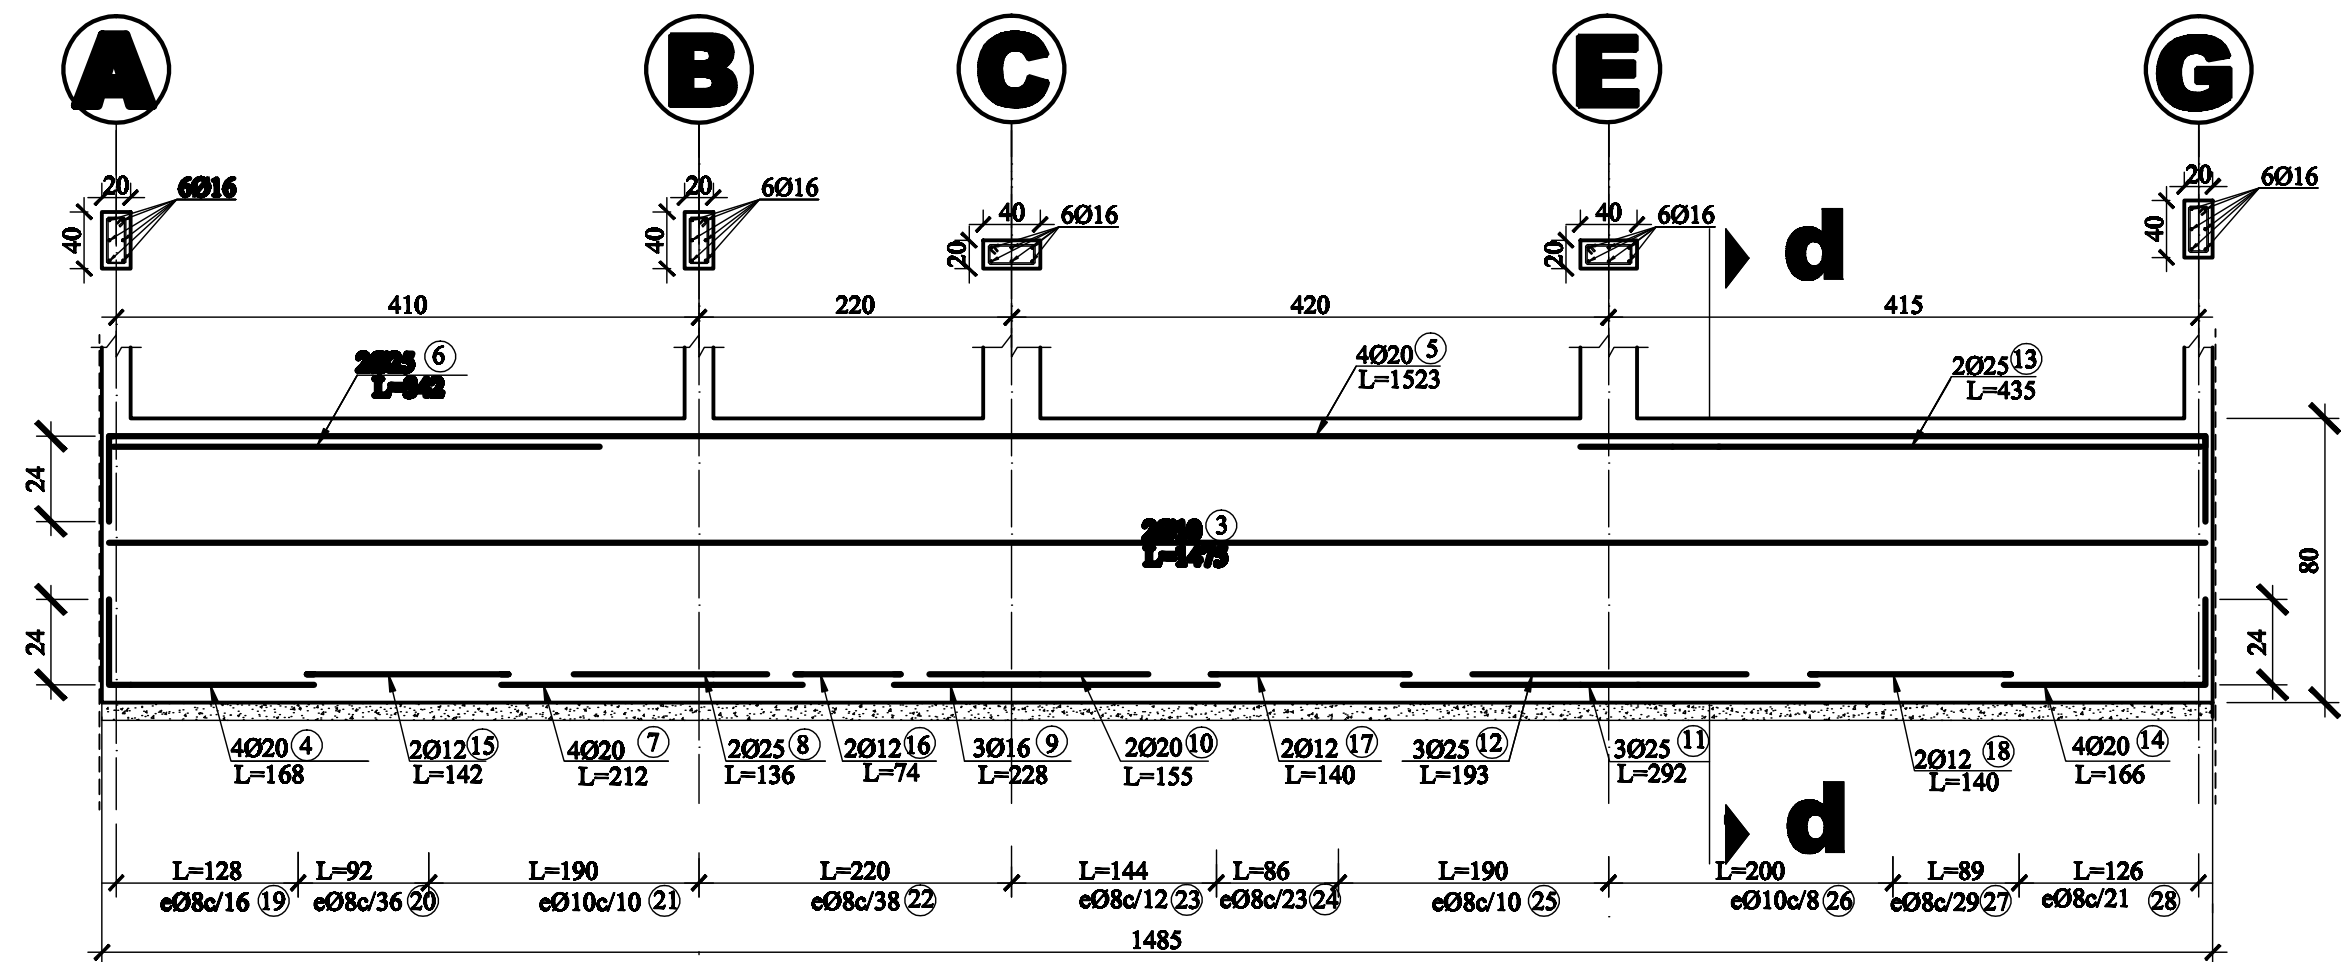 A B C E G
20 6Ø16 20 6Ø16 40 6Ø16 40 6Ø16 20 6Ø16
40 40 20 20 40
d
410 220 420 415
2Ø25 6
4Ø20 5
L=1523
2Ø25 13
L=435
24
2Ø10 3
L=1475
80
24 24
4Ø20 4
L=168
2Ø12 15
L=142
4Ø20 7
L=212
2Ø25 8
L=136
2Ø12 16
L=74
3Ø16 9
L=228
2Ø20 10
L=155
2Ø12 17
L=140
3Ø25 12
L=193
3Ø25 11
L=292
2Ø12 18
L=140
4Ø20 14
L=166
d
L=128 L=92 L=190 L=220 L=144 L=86 L=190 L=200 L=89 L=126
eØ8c/16 19 eØ8c/36 20 eØ10c/10 21 eØ8c/38 22 eØ8c/12 23 eØ8c/23 24 eØ8c/10 25 eØ10c/8 26 eØ8c/29 27 eØ8c/21 28
1485